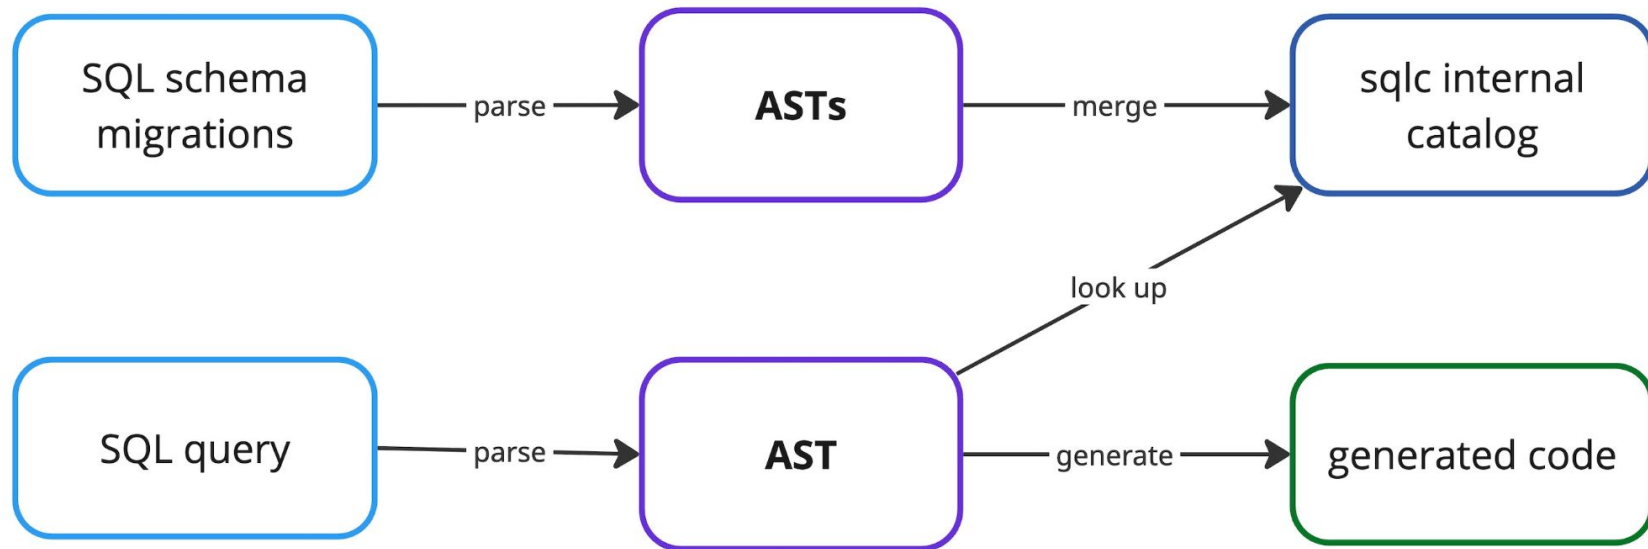 SQL schema
migrations
parse
ASTs
merge
sqlc internal
catalog
look up
SQL query
parse
AST
generate
generated code